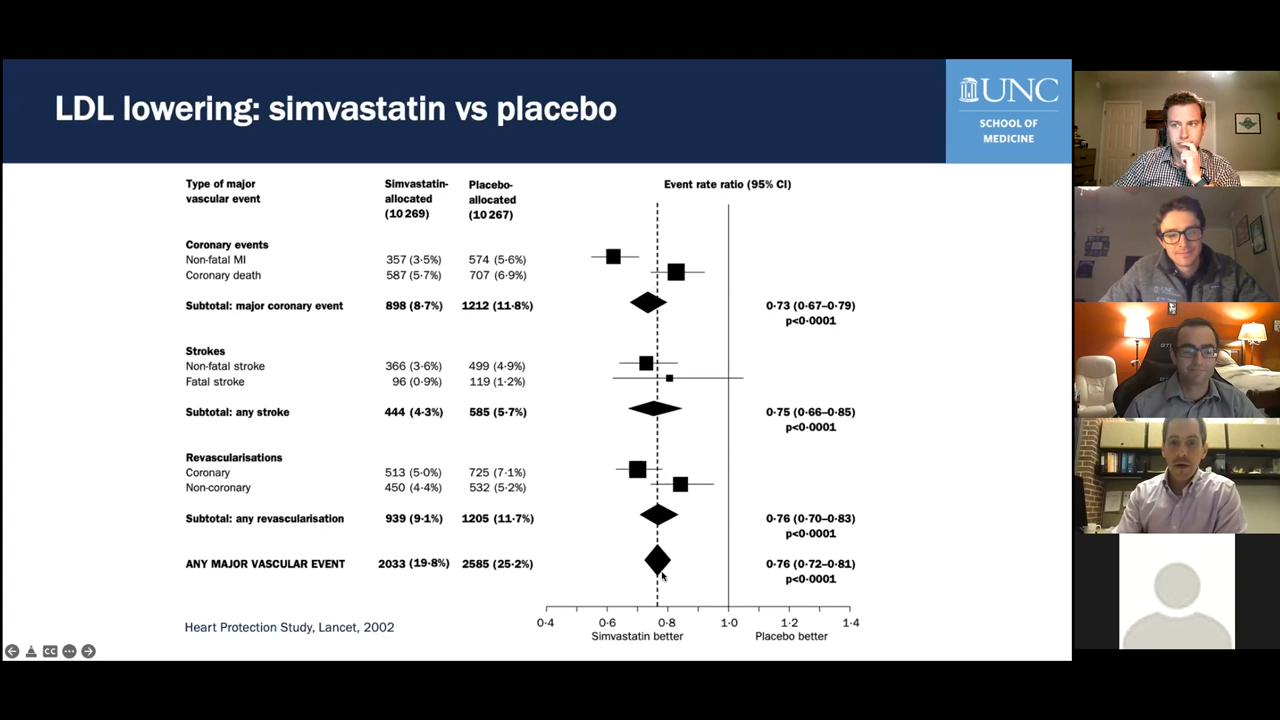 LDL lowering: simvastatin vs placebo
UNC
SCHOOL OF
MEDICINE
Type of major
vascular event
Simvastatin-
allocated
(10 269)
Placebo-
allocated
(10 267)
Event rate ratio (95% CI)
Coronary events
Non-fatal MI 357 (3·5%) 574 (5·6%)
Coronary death 587 (5·7%) 707 (6·9%)
Subtotal: major coronary event 898 (8·7%) 1212 (11·8%) 0·73 (0·67–0·79)
p<0·0001
Strokes
Non-fatal stroke 366 (3·6%) 499 (4·9%)
Fatal stroke 96 (0·9%) 119 (1·2%)
Subtotal: any stroke 444 (4·3%) 585 (5·7%) 0·75 (0·66–0·85)
p<0·0001
Revascularisations
Coronary 513 (5·0%) 725 (7·1%)
Non-coronary 450 (4·4%) 532 (5·2%)
Subtotal: any revascularisation 939 (9·1%) 1205 (11·7%) 0·76 (0·70–0·83)
p<0·0001
ANY MAJOR VASCULAR EVENT 2033 (19·8%) 2585 (25·2%) 0·76 (0·72–0·81)
p<0·0001
0·4 0·6 0·8 1·0 1·2 1·4
Simvastatin better Placebo better
Heart Protection Study, Lancet, 2002
CC